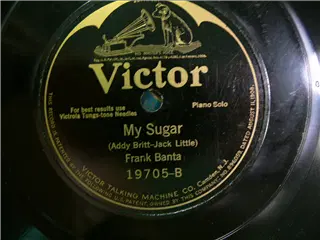 Victor
For best results use
Victrola Tungs-tone Needles
Piano Solo
My Sugar
(Addy Britt-Jack Little)
Frank Banta
19705-B
VICTOR TALKING MACHINE CO. Camden, N.J.